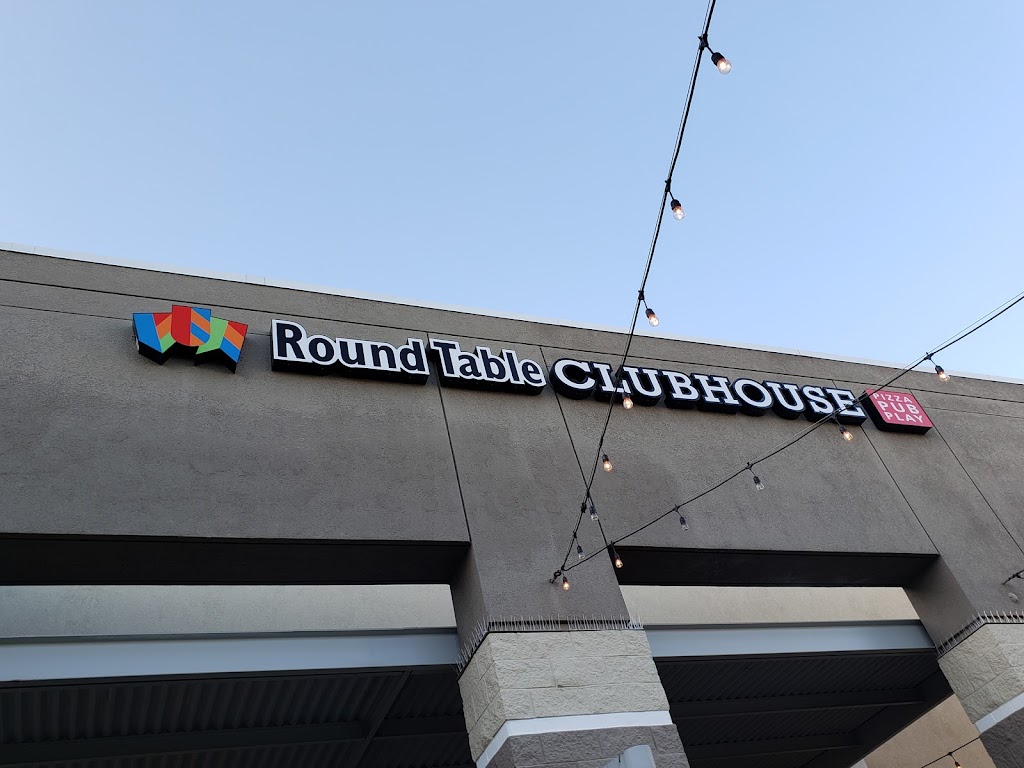 Round Table CLUBHOUSE
PIZZA
PUB
PLAY